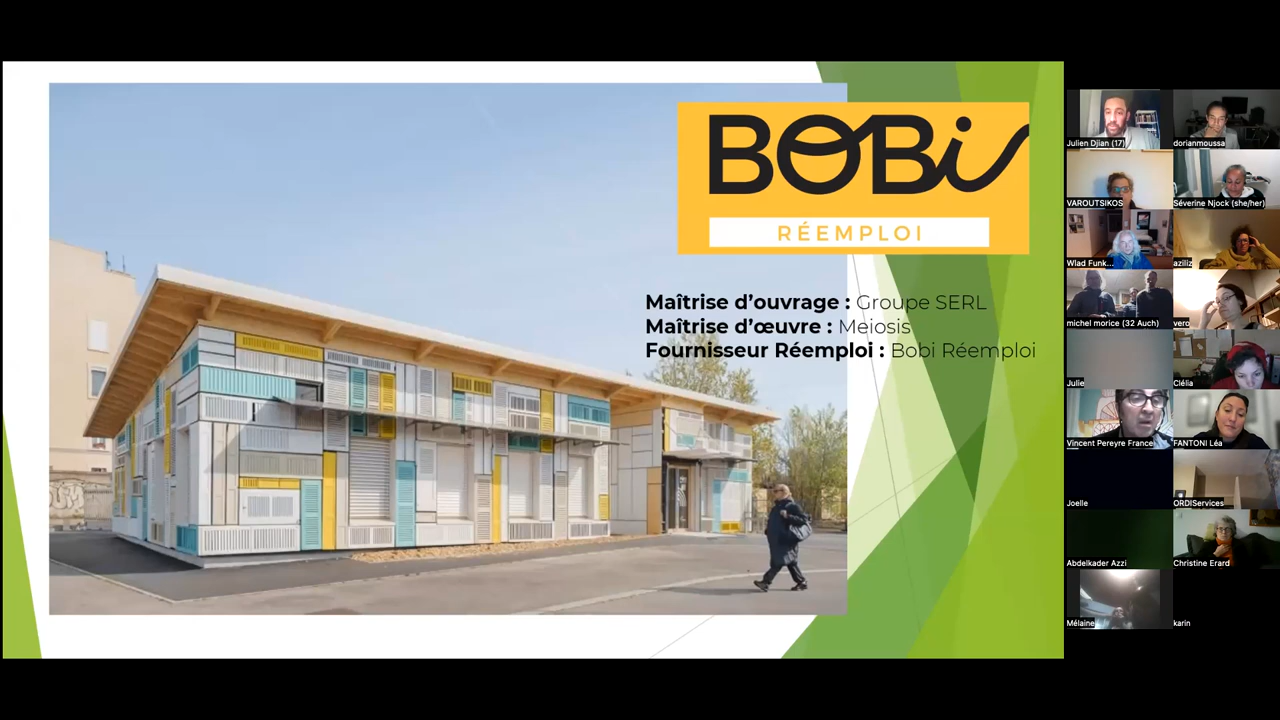 BOBi
RÉEMPLOI
Maîtrise d’ouvrage : Groupe SERL
Maîtrise d’œuvre : Meiosis
Fournisseur Réemploi : Bobi Réemploi
Julien Djian (17)
dorianmoussa
VAROUTSIKOS
Séverine Njock (she/her)
Wlad Funk...
aziliz
michel morice (32 Auch)
vero
Julie
Clélia
Vincent Pereyre France
FANTONI Léa
Joelle
ORDIServices
Abdelkader Azzi
Christine Erard
Mélaine
karin